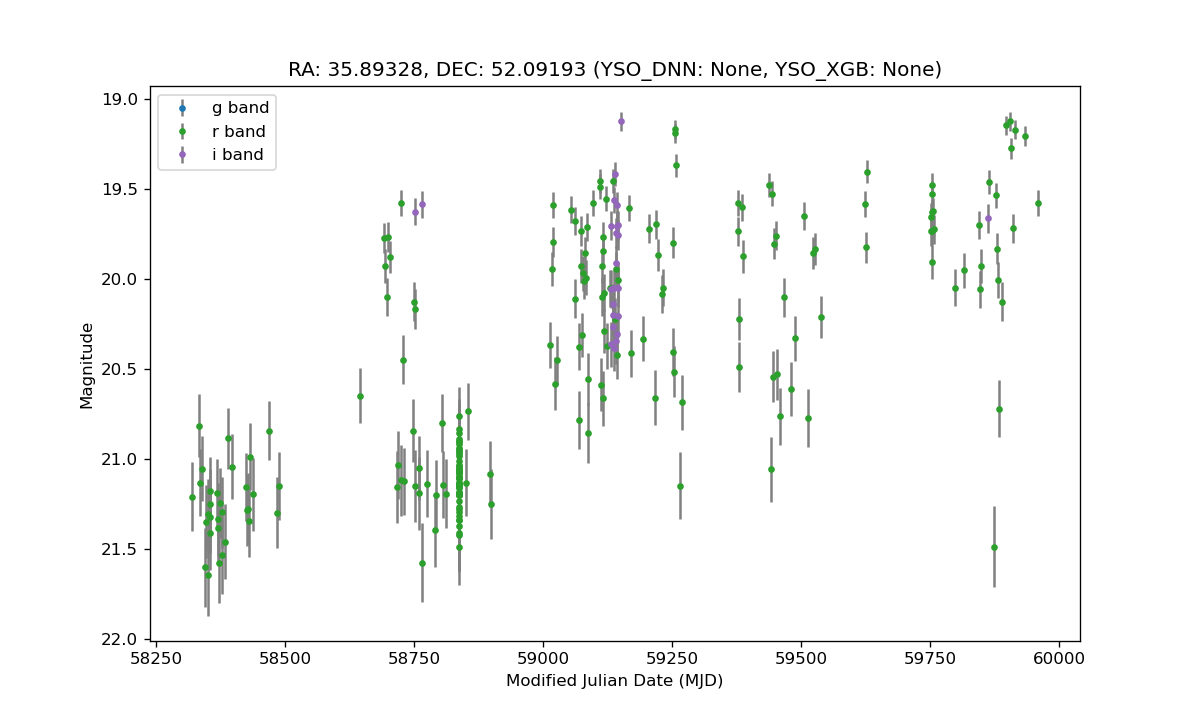 RA: 35.89328, DEC: 52.09193 (YSO_DNN: None, YSO_XGB: None)
g band
r band
i band
19.0
19.5
20.0
20.5
21.0
21.5
22.0
Magnitude
58250 58500 58750 59000 59250 59500 59750 60000
Modified Julian Date (MJD)